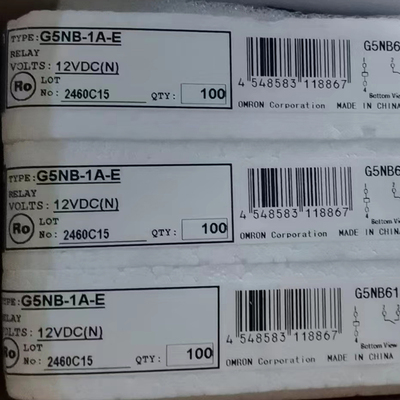 TYPE: G5NB-1A-E
RELAY
VOLTS: 12VDC(N)
Ro LOT
No: 2460C15 QTY: 100
4 548583 118867
OMRON Corporation MADE IN CHINA
G5NB6
Bottom View
TYPE: G5NB-1A-E
RELAY
VOLTS: 12VDC(N)
Ro LOT
No: 2460C15 QTY: 100
4 548583 118867
OMRON Corporation MADE IN CHINA
G5NB6
Bottom View
TYPE: G5NB-1A-E
RELAY
VOLTS: 12VDC(N)
Ro LOT
No: 2460C15 QTY: 100
4 548583 118867
OMRON Corporation MADE IN CHINA
G5NB61
Bottom View